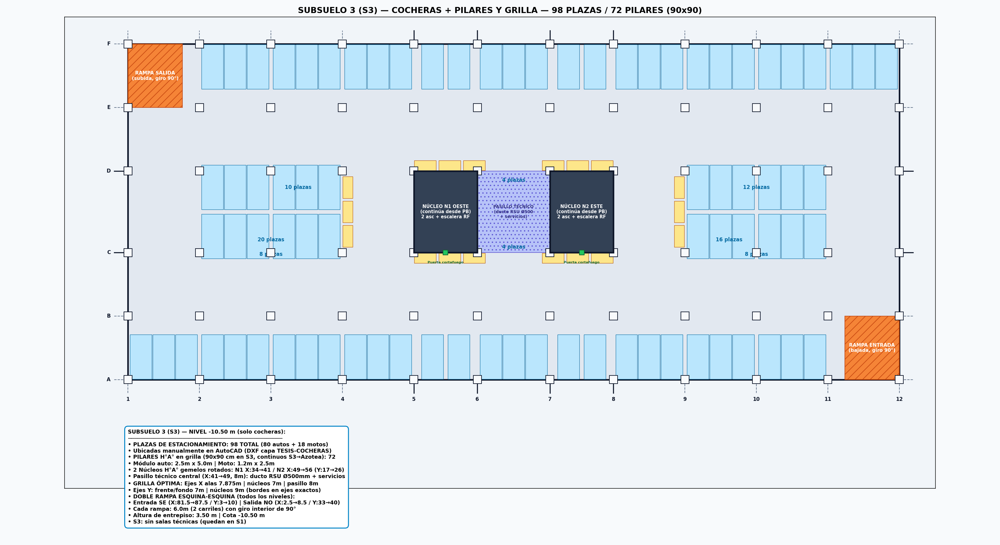 SUBSUELO 3 (S3) — COCHERAS + PILARES Y GRILLA — 98 PLAZAS / 72 PILARES (90x90)
F
RAMPA SALIDA
(subida, giro 90°)
E
D
4 plazas
10 plazas
12 plazas
NÚCLEO N1 OESTE
(continúa desde PB)
2 asc + escalera RF
PASILLO TÉCNICO
(ducto RSU Ø500
+ servicios)
NÚCLEO N2 ESTE
(continúa desde PB)
2 asc + escalera RF
20 plazas
16 plazas
4 plazas
C
8 p zas
8 p zas
Puerta cortafuego
Puerta cortafuego
B
RAMPA ENTRADA
(bajada, giro 90°)
A
1 2 3 4 5 6 7 8 9 10 11 12
SUBSUELO 3 (S3) — NIVEL -10.50 m (solo cocheras):
• PLAZAS DE ESTACIONAMIENTO: 98 TOTAL (80 autos + 18 motos)
• Ubicadas manualmente en AutoCAD (DXF capa TESIS-COCHERAS)
• PILARES H°A° en grilla (90x90 cm en S3, continuos S3→Azotea): 72
• Módulo auto: 2.5m x 5.0m | Moto: 1.2m x 2.5m
• 2 Núcleos H°A° gemelos rotados: N1 X:34→41 / N2 X:49→56 (Y:17→26)
• Pasillo técnico central (X:41→49, 8m): ducto RSU Ø500mm + servicios
• GRILLA ÓPTIMA: Ejes X alas 7.875m | núcleos 7m | pasillo 8m
• Ejes Y: frente/fondo 7m | núcleos 9m (bordes en ejes exactos)
• DOBLE RAMPA ESQUINA-ESQUINA (todos los niveles):
• Entrada SE (X:81.5→87.5 / Y:3→10) | Salida NO (X:2.5→8.5 / Y:33→40)
• Cada rampa: 6.0m (2 carriles) con giro interior de 90°
• Altura de entrepiso: 3.50 m | Cota -10.50 m
• S3: sin salas técnicas (quedan en S1)